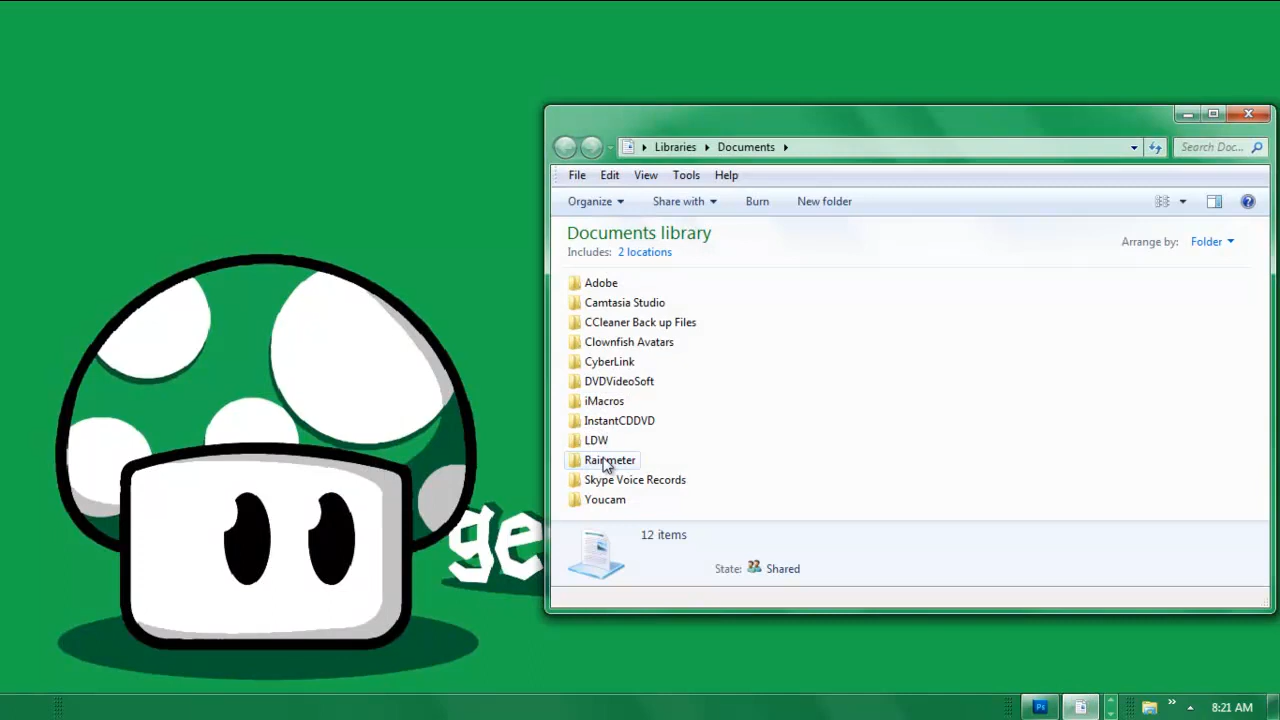 Libraries
Documents
Search Doc...
File Edit View Tools Help
Organize Share with Burn New folder
Documents library
Includes: 2 locations
Arrange by: Folder
Adobe
Camtasia Studio
CCleaner Back up Files
Clownfish Avatars
CyberLink
DVDVideoSoft
iMacros
InstantCDDVD
LDW
Rainmeter
Skype Voice Records
Youcam
ge
12 items
State: Shared
Ps
8:21 AM